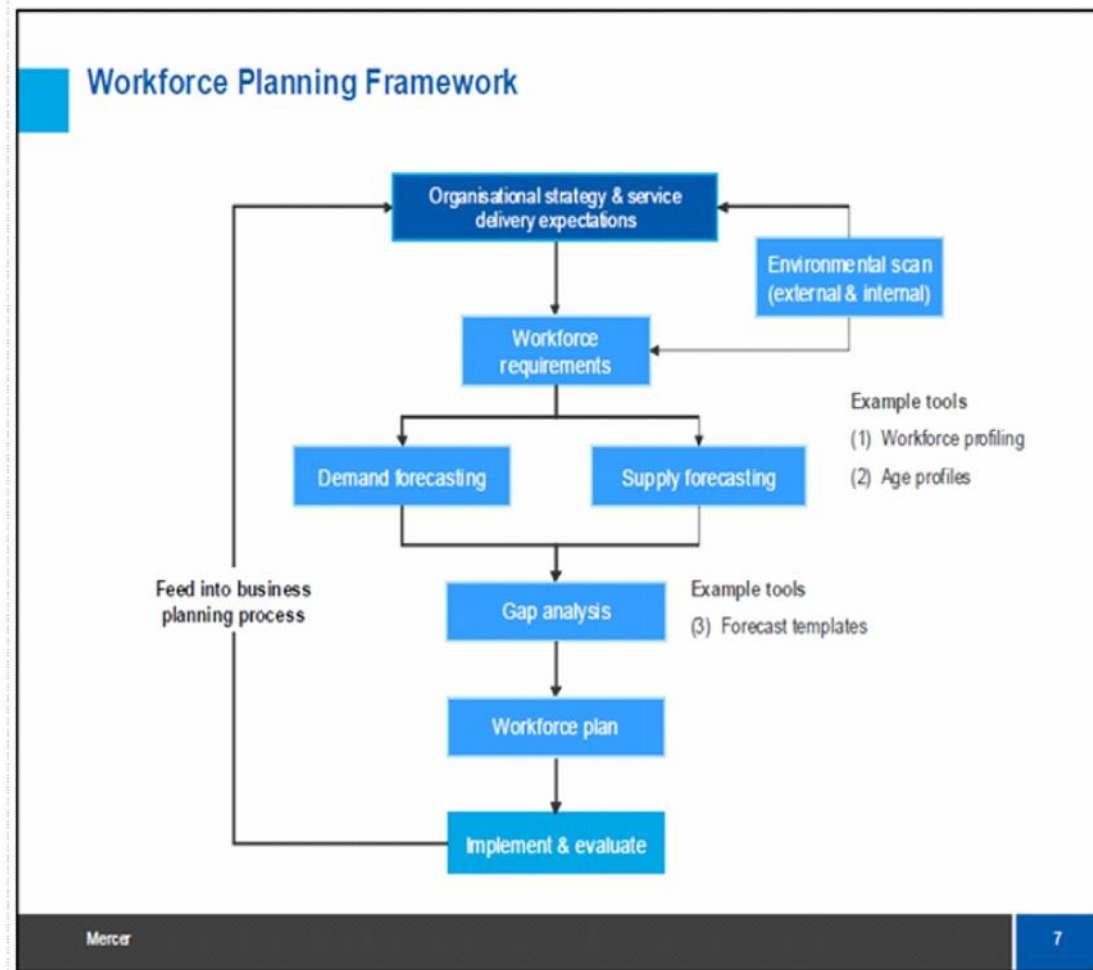 Workforce Planning Framework
Organisational strategy & service
delivery expectations
Environmental scan
(external & internal)
Workforce
requirements
Example tools
(1) Workforce profiling
(2) Age profiles
Demand forecasting
Supply forecasting
Feed into business
planning process
Gap analysis
Example tools
(3) Forecast templates
Workforce plan
Implement & evaluate
Mercer
7